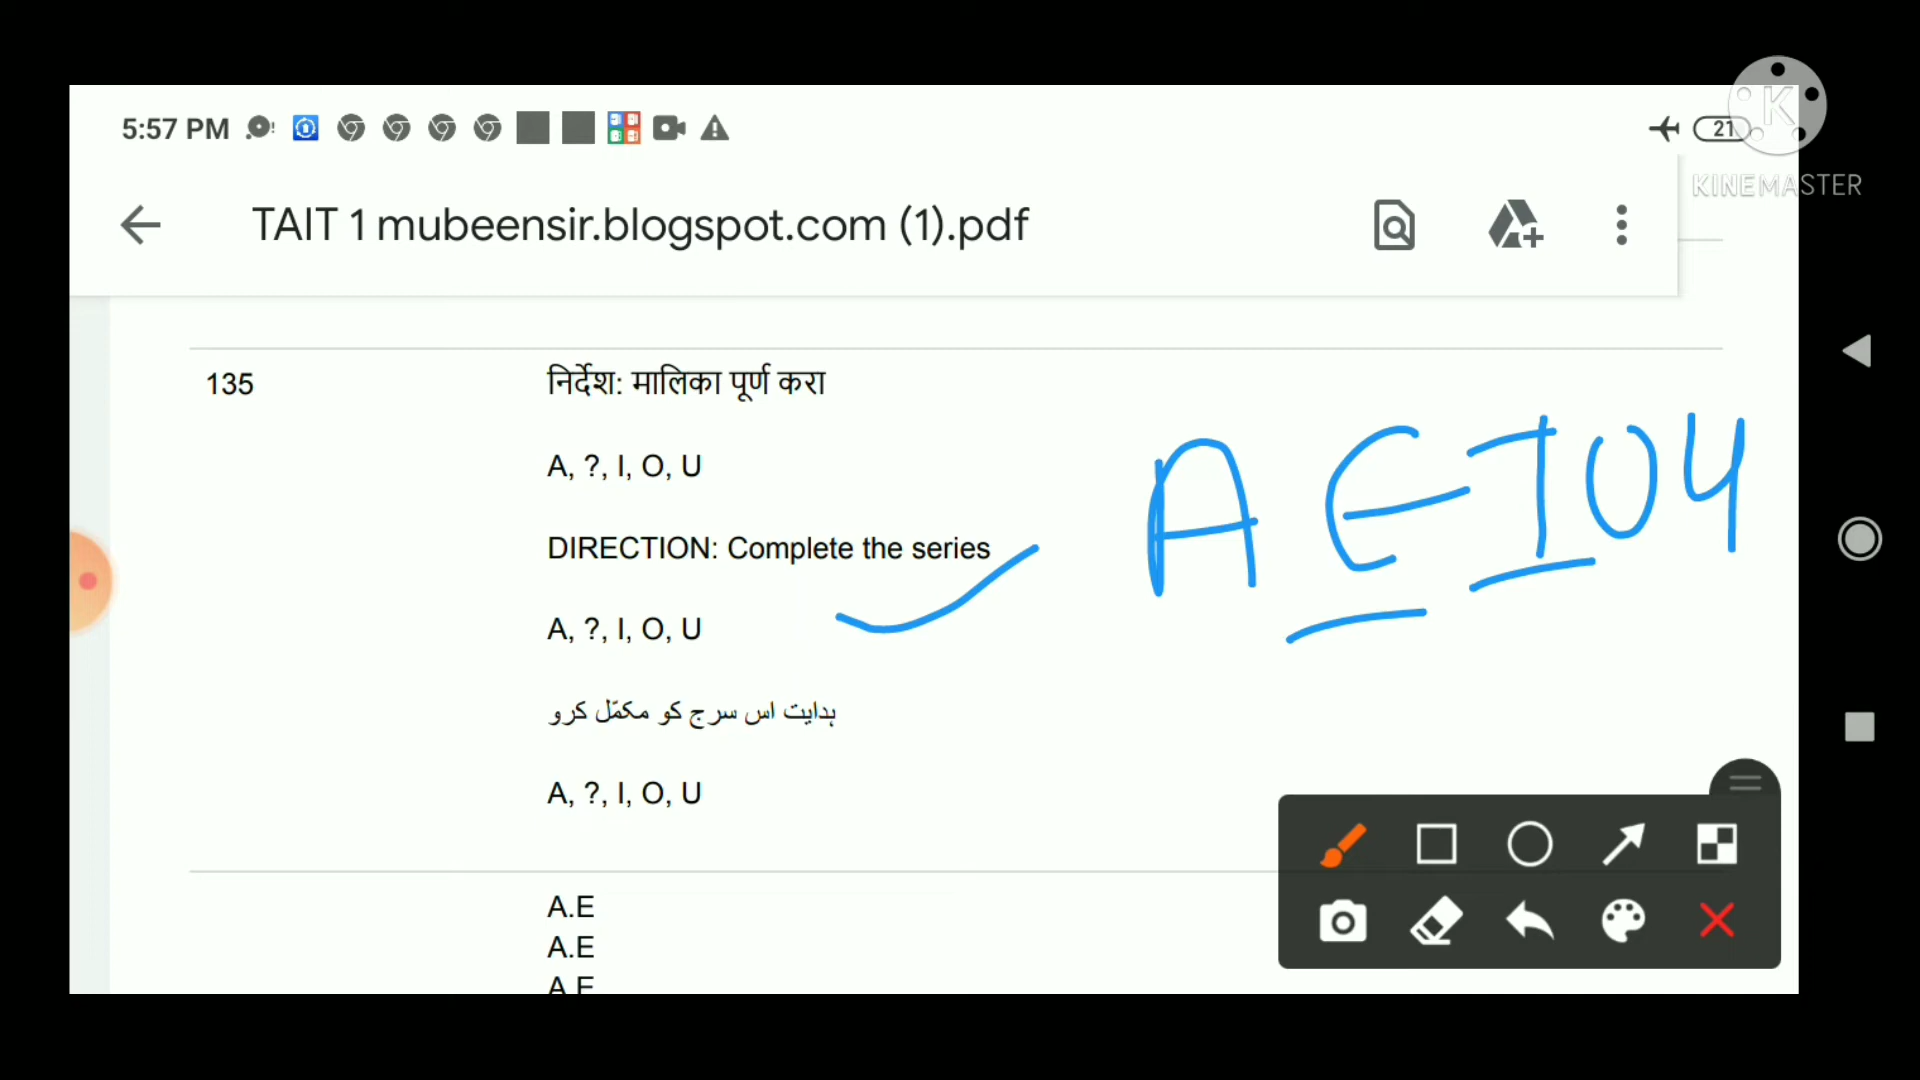 5:57 PM
21
KINEMASTER
TAIT 1 mubeensir.blogspot.com (1).pdf
135
निर्देश: मालिका पूर्ण करा
A, ?, I, O, U
DIRECTION: Complete the series
A, ?, I, O, U
ہدایت اس سرج کو مکمّل کرو
A, ?, I, O, U
A E I O U
A.E
A.E
A.E